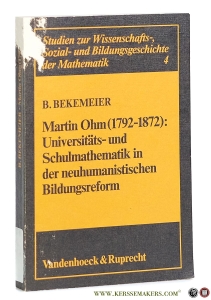 Studien zur Wissenschafts-,
Sozial- und Bildungsgeschichte
der Mathematik
4
B. BEKEMEIER
Martin Ohm (1792-1872):
Universitäts- und
Schulmathematik in
der neuhumanistischen
Bildungsreform
Vandenhoeck & Ruprecht
B. BEKEMEIER
WWW.KERSSEMAKERS.COM